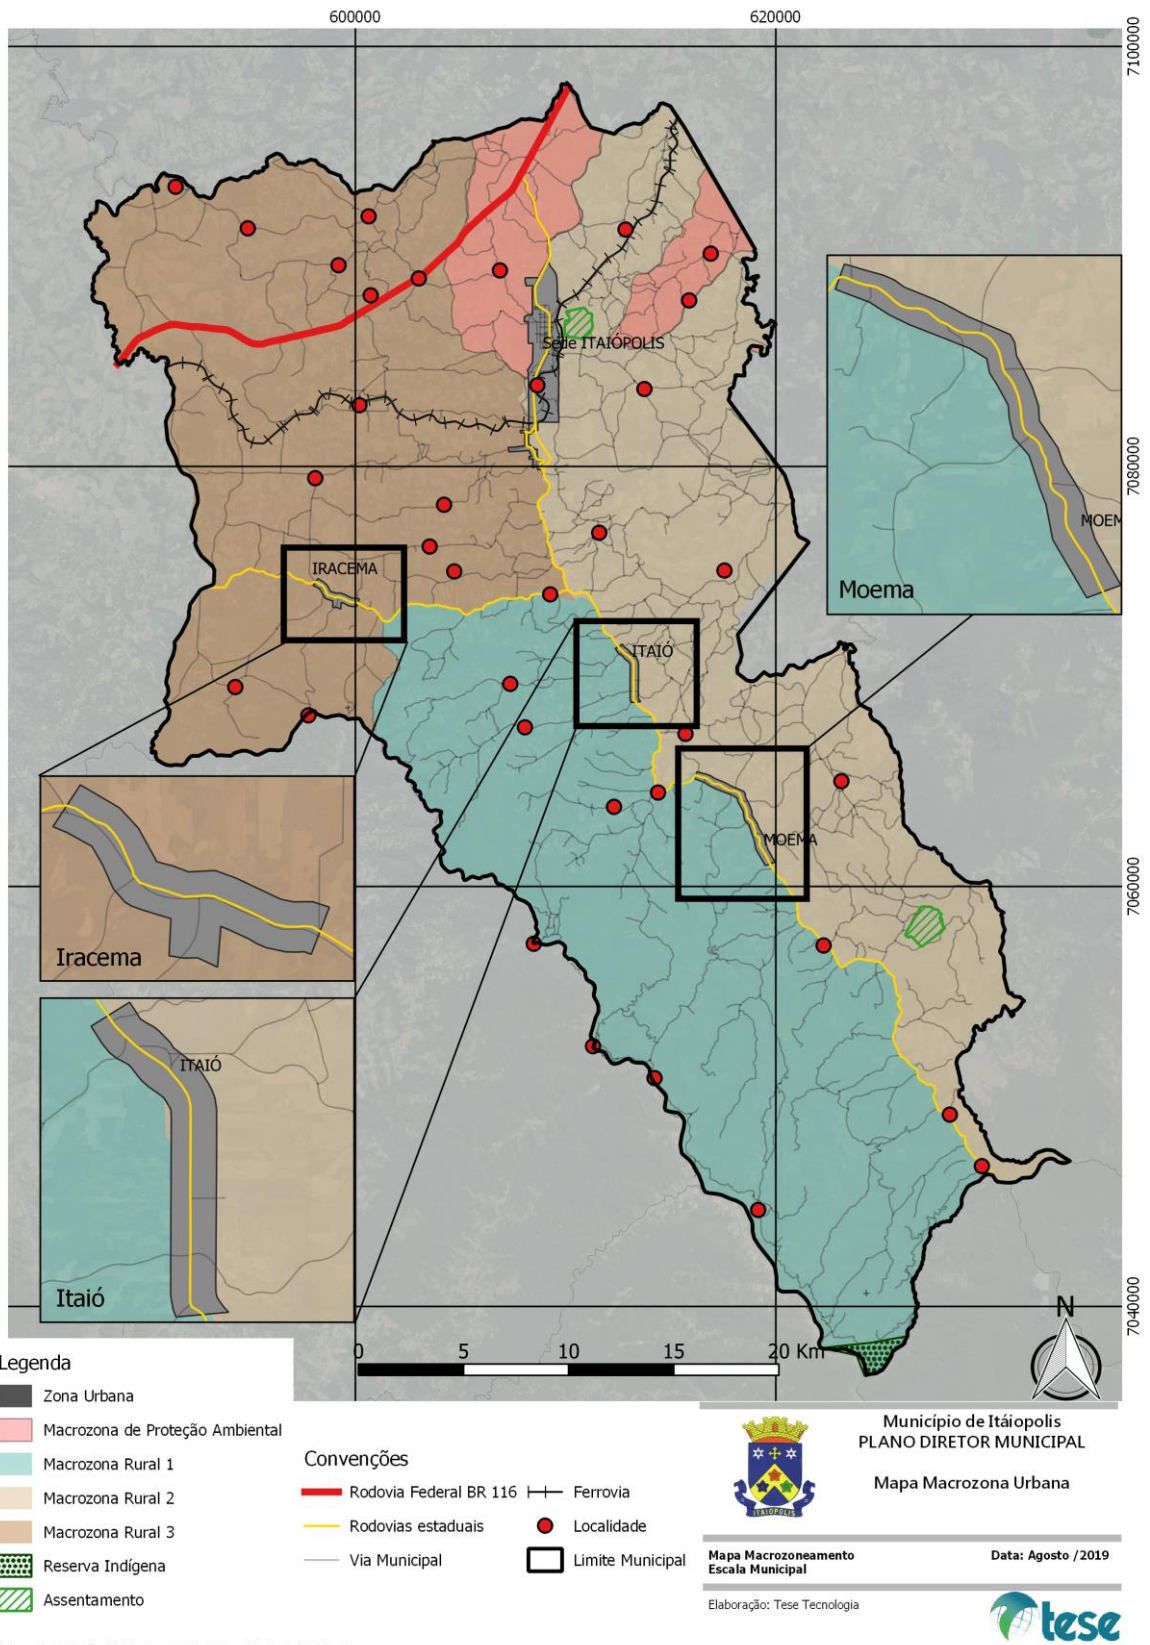 600000
620000
7100000
Sede ITAIÓPOLIS
7080000
MOEM
Moema
IRACEMA
ITAIÓ
MOEMA
7060000
Iracema
ITAIÓ
Itaió
7040000
N
0 5 10 15 20 Km
Legenda
Zona Urbana
Macrozona de Proteção Ambiental
Macrozona Rural 1
Macrozona Rural 2
Macrozona Rural 3
Reserva Indígena
Assentamento
Convenções
Rodovia Federal BR 116
Ferrovia
Rodovias estaduais
Localidade
Via Municipal
Limite Municipal
ITAIÓPOLIS
Município de Itáiopolis
PLANO DIRETOR MUNICIPAL
Mapa Macrozona Urbana
Mapa Macrozoneamento
Escala Municipal
Data: Agosto /2019
Elaboração: Tese Tecnologia
tese